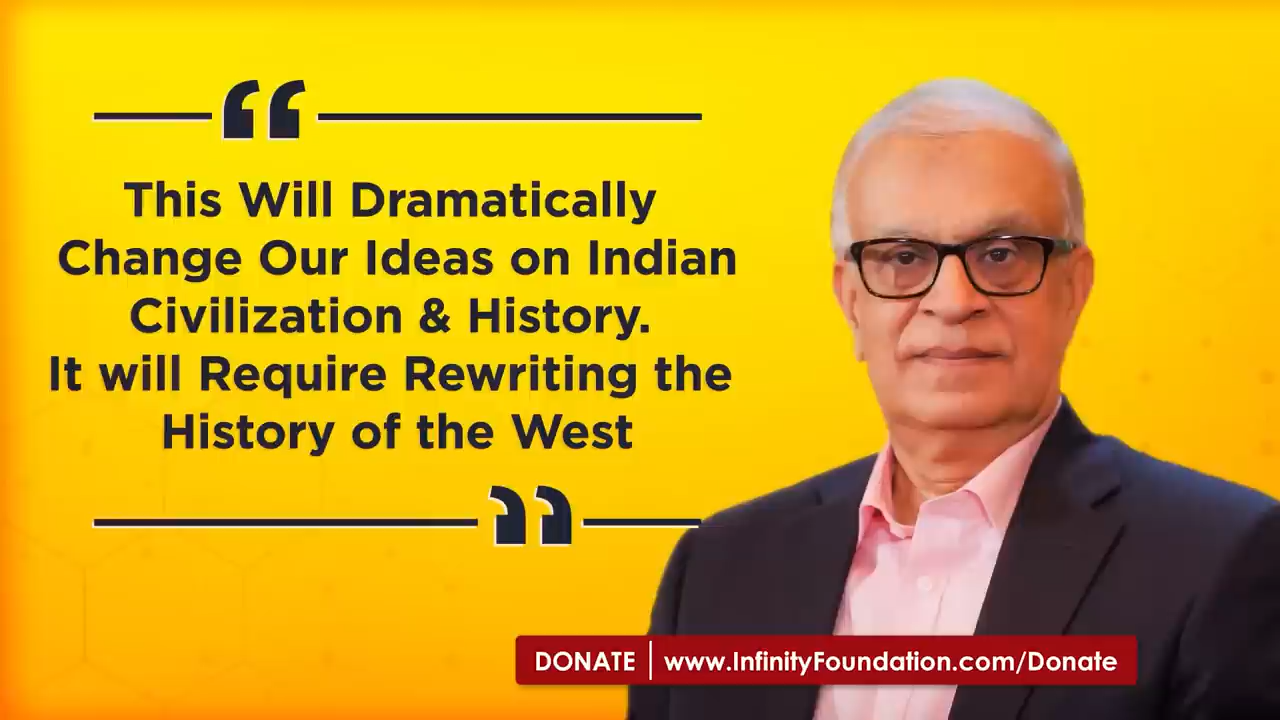 This Will Dramatically
Change Our Ideas on Indian
Civilization & History.
It will Require Rewriting the
History of the West
DONATE | www.InfinityFoundation.com/Donate